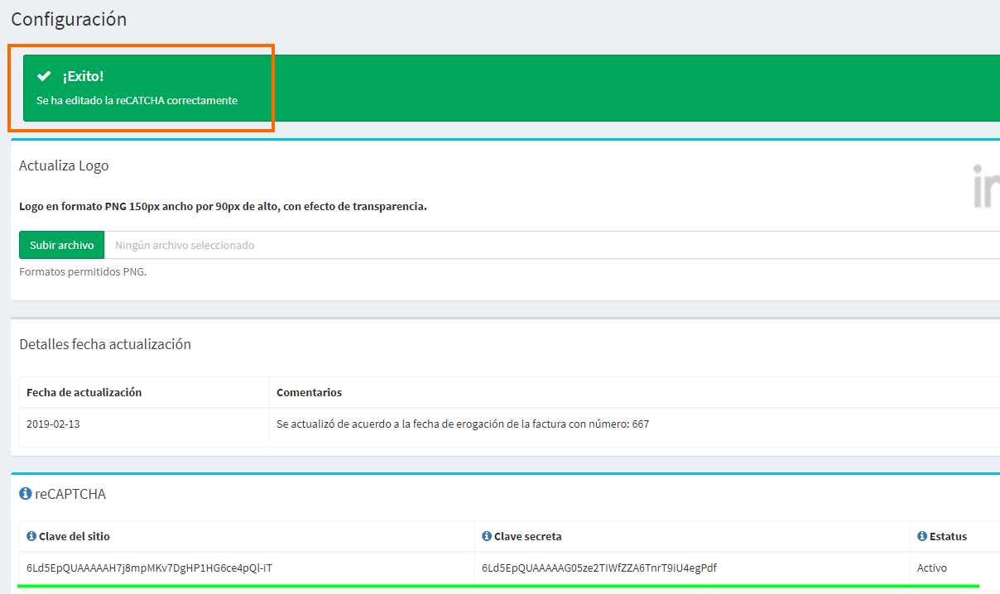 Configuración
¡Exito!
Se ha editado la reCATCHA correctamente
Actualiza Logo
Logo en formato PNG 150px ancho por 90px de alto, con efecto de transparencia.
Subir archivo Ningún archivo seleccionado
Formatos permitidos PNG.
Detalles fecha actualización
Fecha de actualización Comentarios
2019-02-13 Se actualizó de acuerdo a la fecha de erogación de la factura con número: 667
reCAPTCHA
Clave del sitio Clave secreta Estatus
6Ld5EpQUAAAAAH7j8mpMKv7DgHP1HG6ce4pQl-iT 6Ld5EpQUAAAAAG05ze2TIWfZZA6TnrT9iU4egPdf Activo